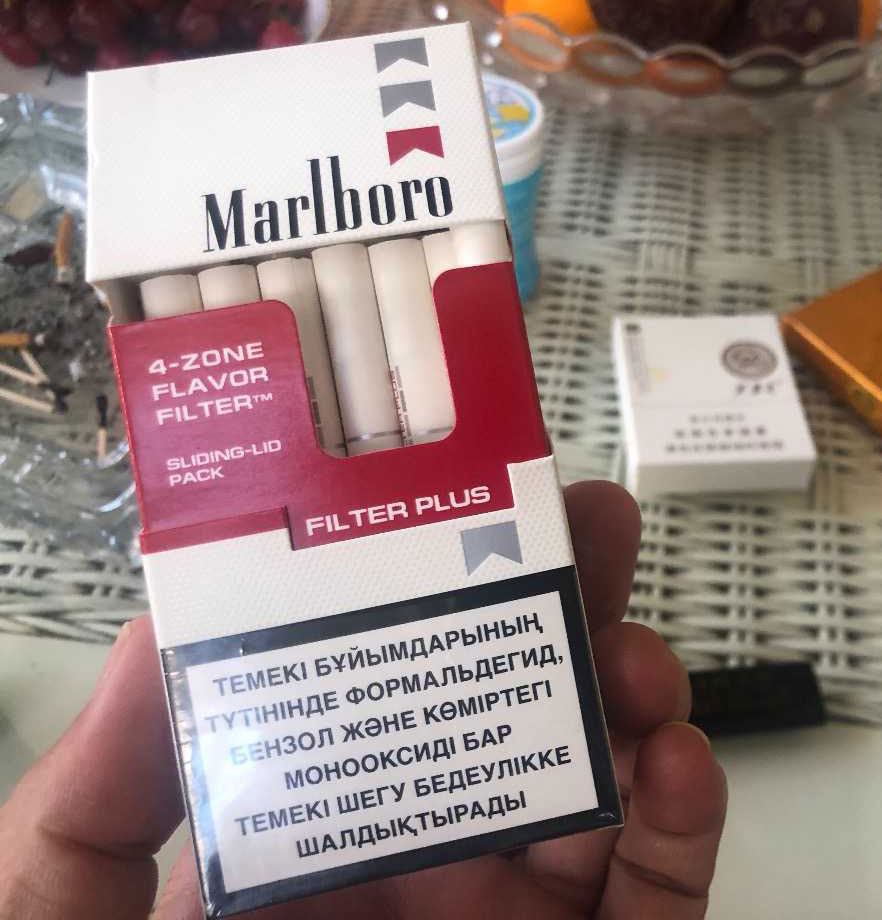 Marlboro
4-ZONE
FLAVOR
FILTER™
SLIDING-LID
PACK
FILTER PLUS
ТЕМЕКІ БҰЙЫМДАРЫНЫҢ
ТҮТІНІНДЕ ФОРМАЛЬДЕГИД,
БЕНЗОЛ ЖӘНЕ КӨМІРТЕГІ
МОНООКСИДІ БАР
ТЕМЕКІ ШЕГУ БЕДЕУЛІККЕ
ШАЛДЫҚТЫРАДЫ